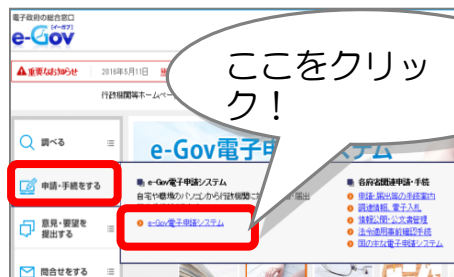 電子政府の総合窓口
[イーガブ]
e-Gov
重要なお知らせ
2016年5月11日
行政機関等ホームペー
ここをクリッ
ク！
調べる
e-Gov電子申
ステム
申請・手続をする
e-Gov電子申請システム
自宅や職場のパソコンから行政機関に
届出
e-Gov電子申請システム
各府省関連申請・手続
申請・届出等の手続案内
調達情報、電子入札
情報公開・公文書管理
法令適用事前確認手続
国の主な電子申請システム
意見・要望を
提出する
問合せをする